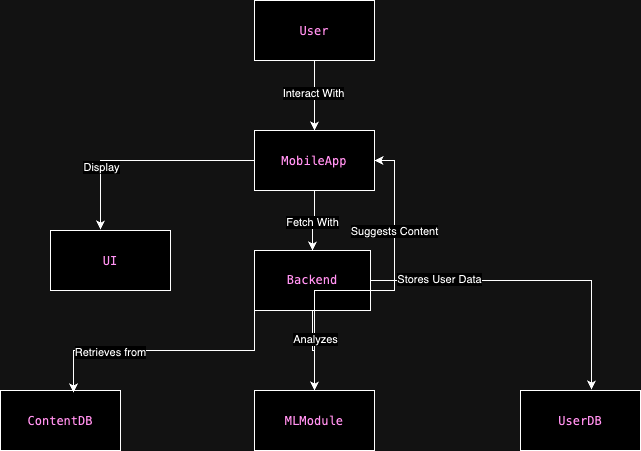 User
Interact With
MobileApp
Display
Fetch With
Suggests Content
UI
Backend
Stores User Data
Analyzes
Retrieves from
ContentDB
MLModule
UserDB